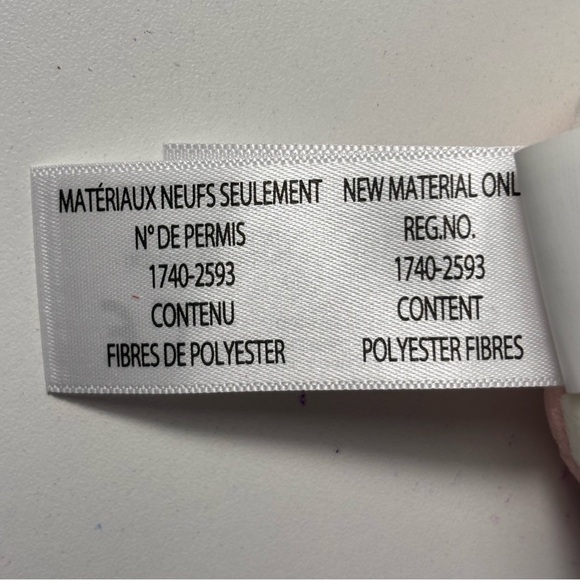 MATÉRIAUX NEUFS SEULEMENT
N° DE PERMIS
1740-2593
CONTENU
FIBRES DE POLYESTER
NEW MATERIAL ONL
REG.NO.
1740-2593
CONTENT
POLYESTER FIBRES